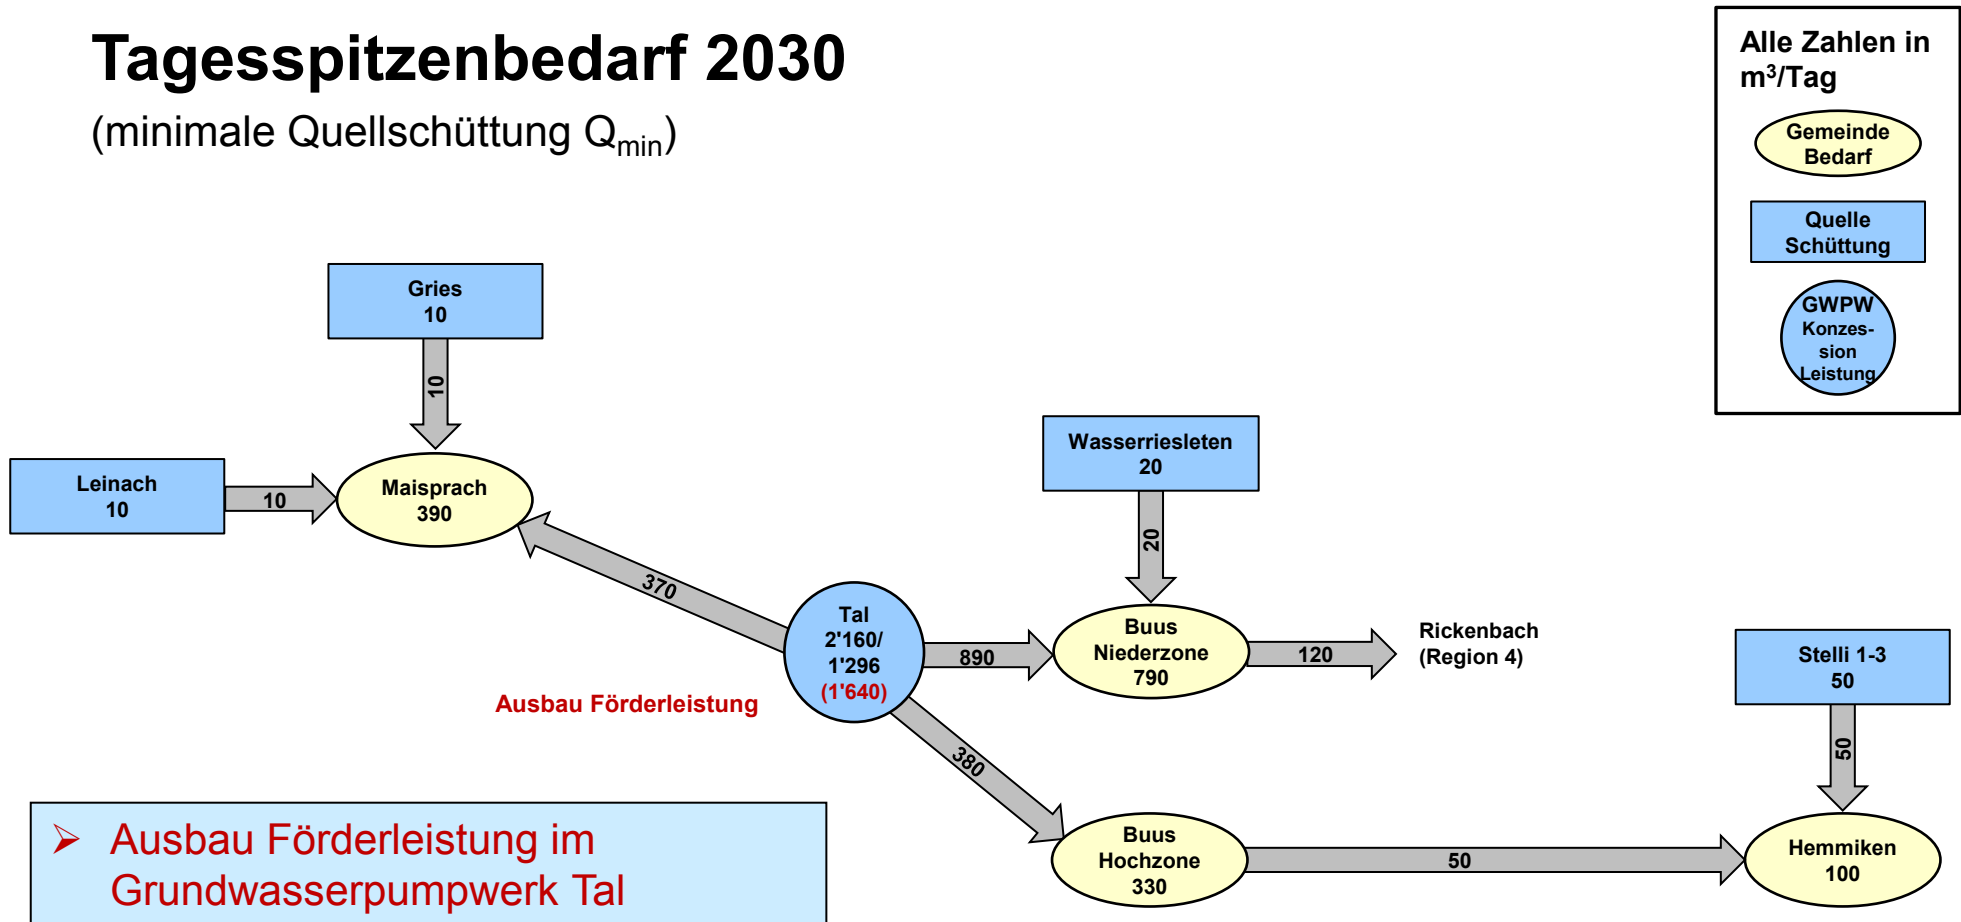 Tagesspitzenbedarf 2030
(minimale Quellschüttung Qmin)
Alle Zahlen in
m³/Tag
Gemeinde
Bedarf
Quelle
Schüttung
GWPW
Konzes-
sion
Leistung
Gries
10
10
Leinach
10
10
Maisprach
390
370
Wasserriesleten
20
20
Tal
2'160/
1'296
(1'640)
Ausbau Förderleistung
890
Buus
Niederzone
790
120
Rickenbach
(Region 4)
Stelli 1-3
50
50
380
Buus
Hochzone
330
50
Hemmiken
100
➢ Ausbau Förderleistung im
Grundwasserpumpwerk Tal